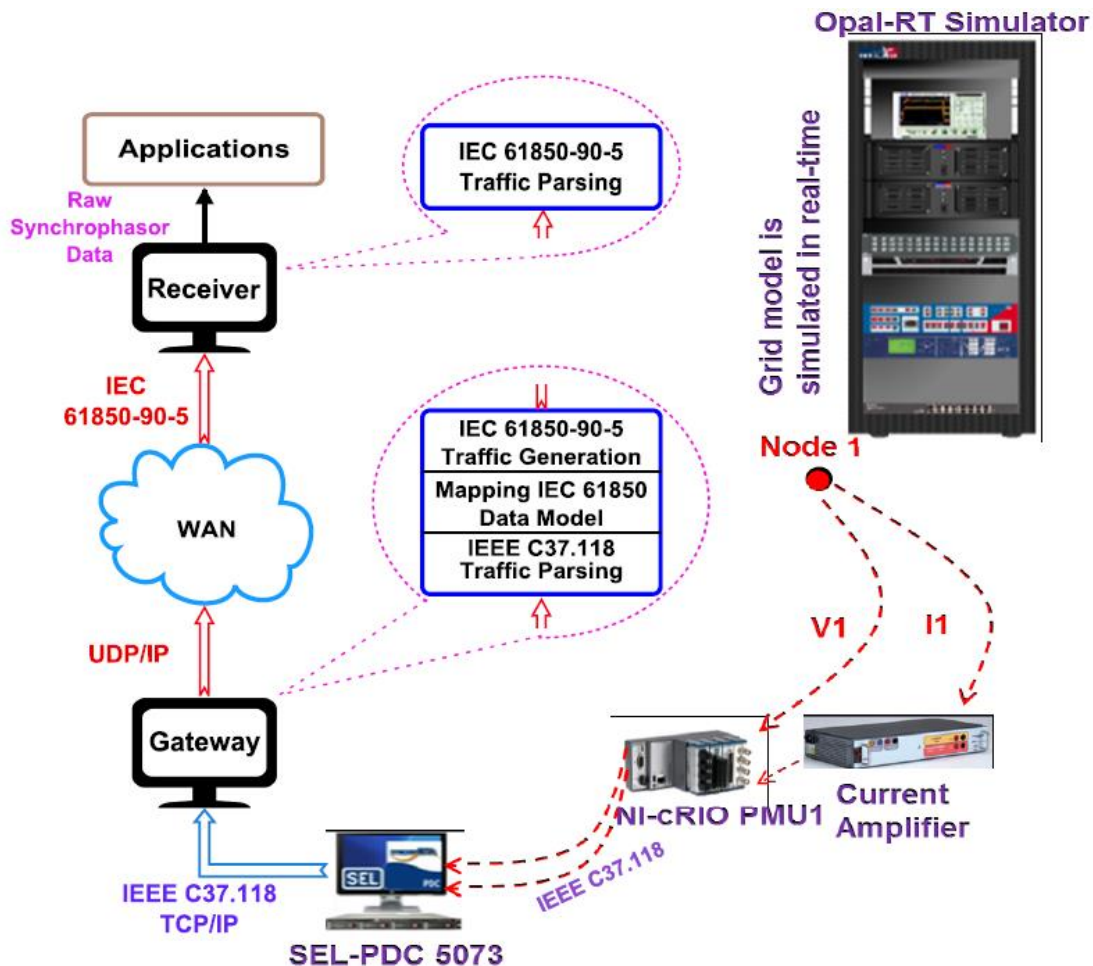 Opal-RT Simulator
Grid model is
simulated in real-time
Applications
Raw
Synchrophasor
Data
Receiver
IEC 61850-90-5
Traffic Parsing
IEC
61850-90-5
WAN
UDP/IP
Gateway
IEC 61850-90-5
Traffic Generation
Mapping IEC 61850
Data Model
IEEE C37.118
Traffic Parsing
Node 1
V1
I1
NI-cRIO PMU1
Current
Amplifier
IEEE C37.118
IEEE C37.118
TCP/IP
SEL
PDC
SEL-PDC 5073